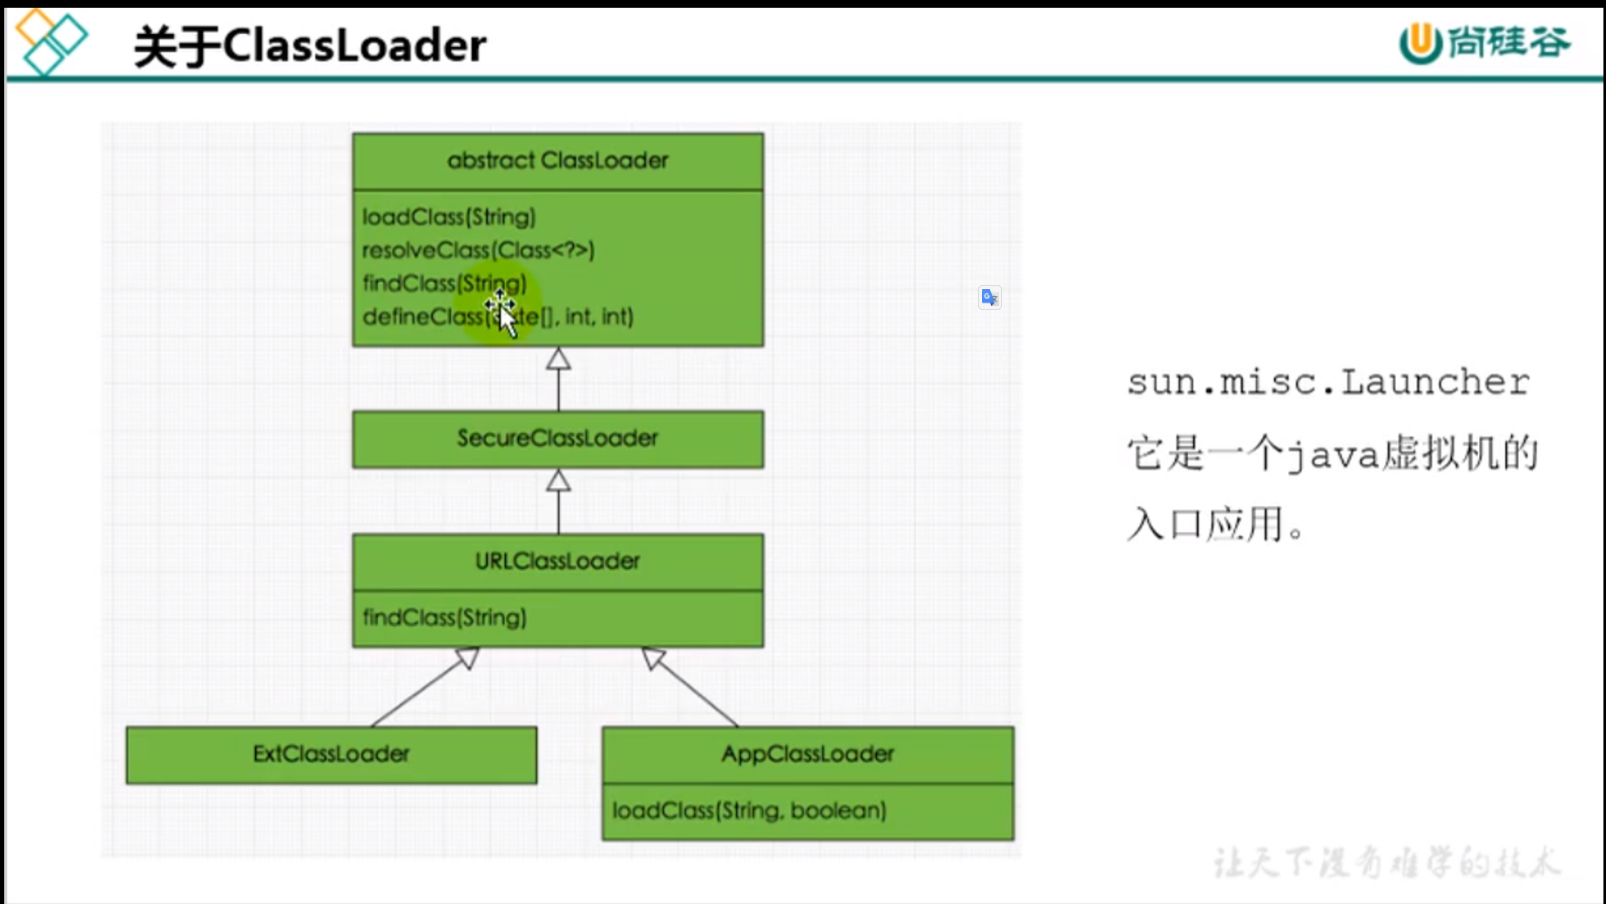 关于ClassLoader
尚硅谷
abstract ClassLoader
loadClass(String)
resolveClass(Class<?>)
findClass(String)
defineClass( te[], int, int)
SecureClassLoader
URLClassLoader
findClass(String)
ExtClassLoader
AppClassLoader
loadClass(String, boolean)
sun.misc.Launcher
它是一个java虚拟机的
入口应用。
让天下没有难学的技术